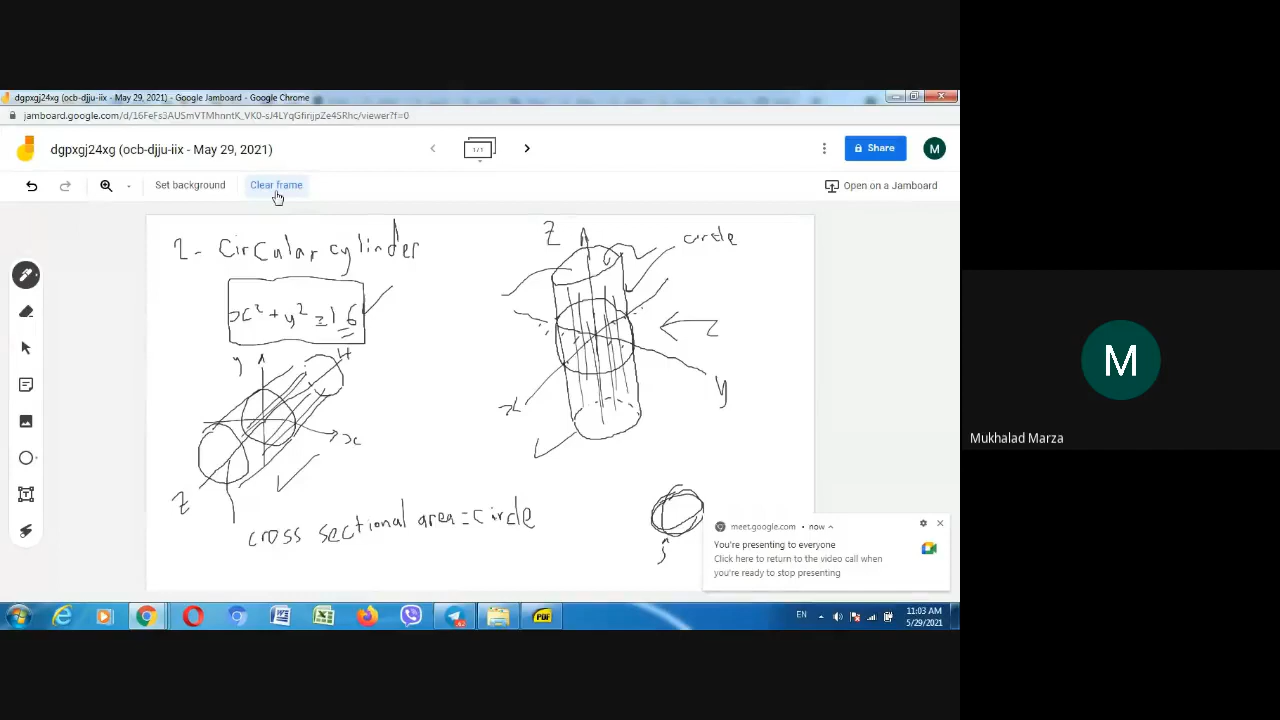 dgpxgj24xg (ocb-djju-iix - May 29, 2021) - Google Jamboard - Google Chrome
dgpxgj24xg (ocb-djju-iix - May 29, 2021)
1/1
Share
M
Set background
Clear frame
Open on a Jamboard
2- Circular cylinder
x² + y² = 16
y
4
x
Z
Z
circle
x
y
cross sectional area = circle
meet.google.com • now
You're presenting to everyone
Click here to return to the video call when
you're ready to stop presenting
EN
11:03 AM
5/29/2021
M
Mukhalad Marza